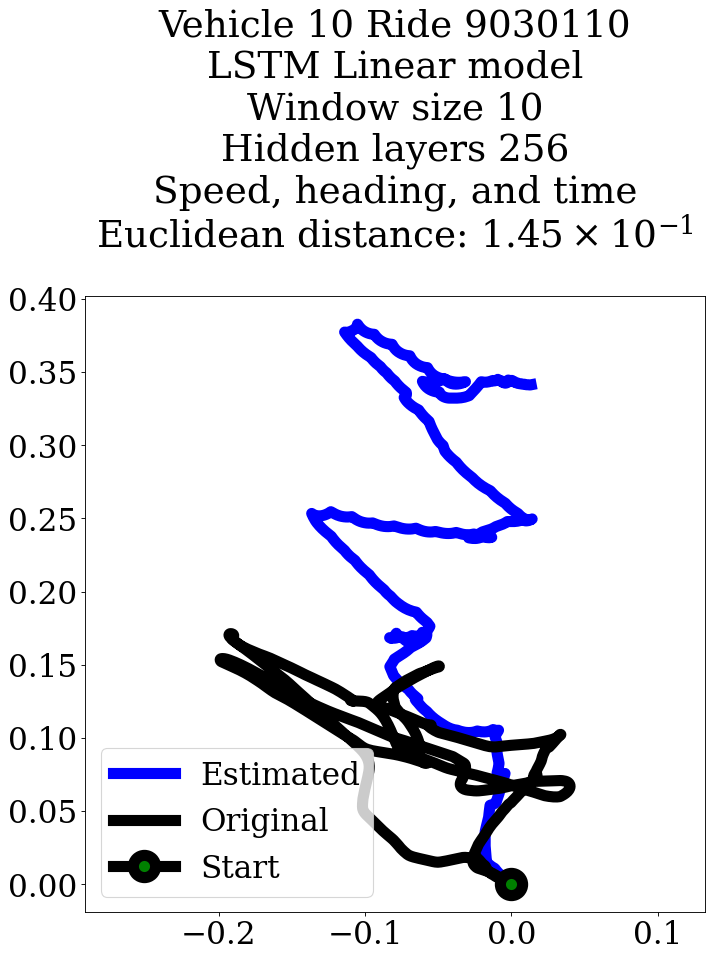 Vehicle 10 Ride 9030110
LSTM Linear model
Window size 10
Hidden layers 256
Speed, heading, and time
Euclidean distance: 1.45 × 10⁻¹
0.40
0.35
0.30
0.25
0.20
0.15
0.10
0.05
0.00
Estimated
Original
Start
−0.2 −0.1 0.0 0.1